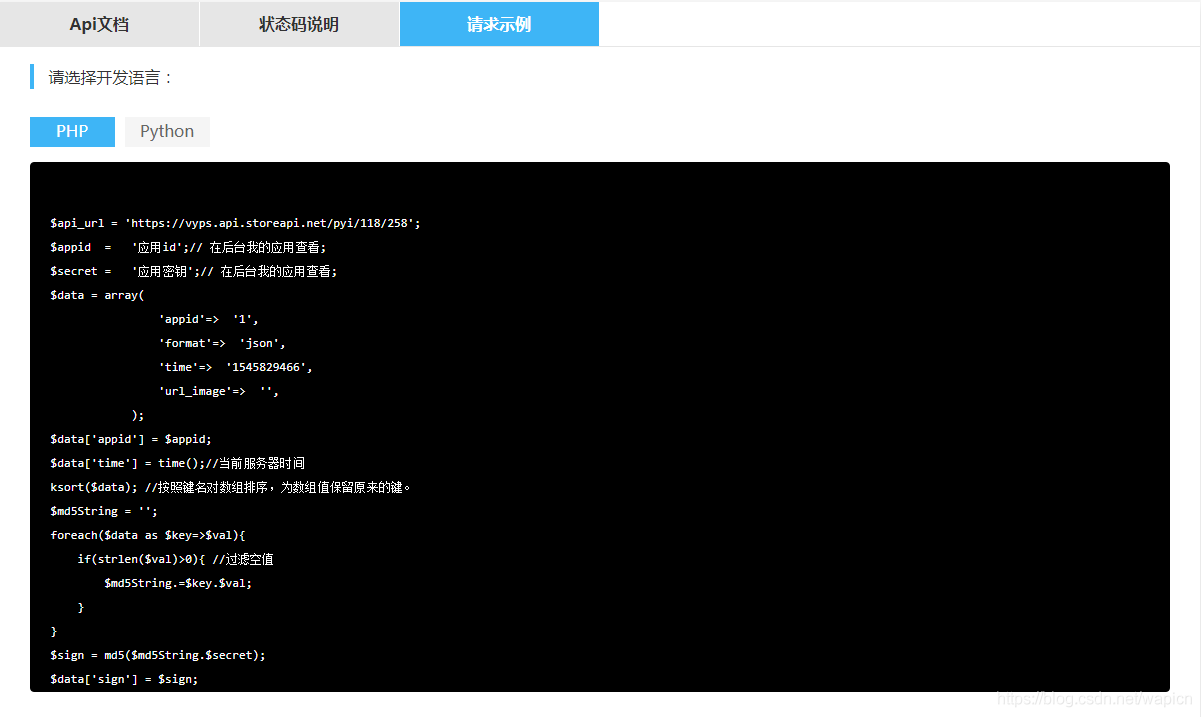 Api文档 状态码说明 请求示例
请选择开发语言：
PHP Python
$api_url = 'https://vyps.api.storeapi.net/pyi/118/258';
$appid  =   '应用id';// 在后台我的应用查看;
$secret =   '应用密钥';// 在后台我的应用查看;
$data = array(
                'appid'=>  '1',
                'format'=>  'json',
                'time'=>  '1545829466',
                'url_image'=>  '',
            );
$data['appid'] = $appid;
$data['time'] = time();//当前服务器时间
ksort($data); //按照键名对数组排序，为数组值保留原来的键。
$md5String = '';
foreach($data as $key=>$val){
    if(strlen($val)>0){ //过滤空值
        $md5String.=$key.$val;
    }
}
$sign = md5($md5String.$secret);
$data['sign'] = $sign;
https://blog.csdn.net/wapicn